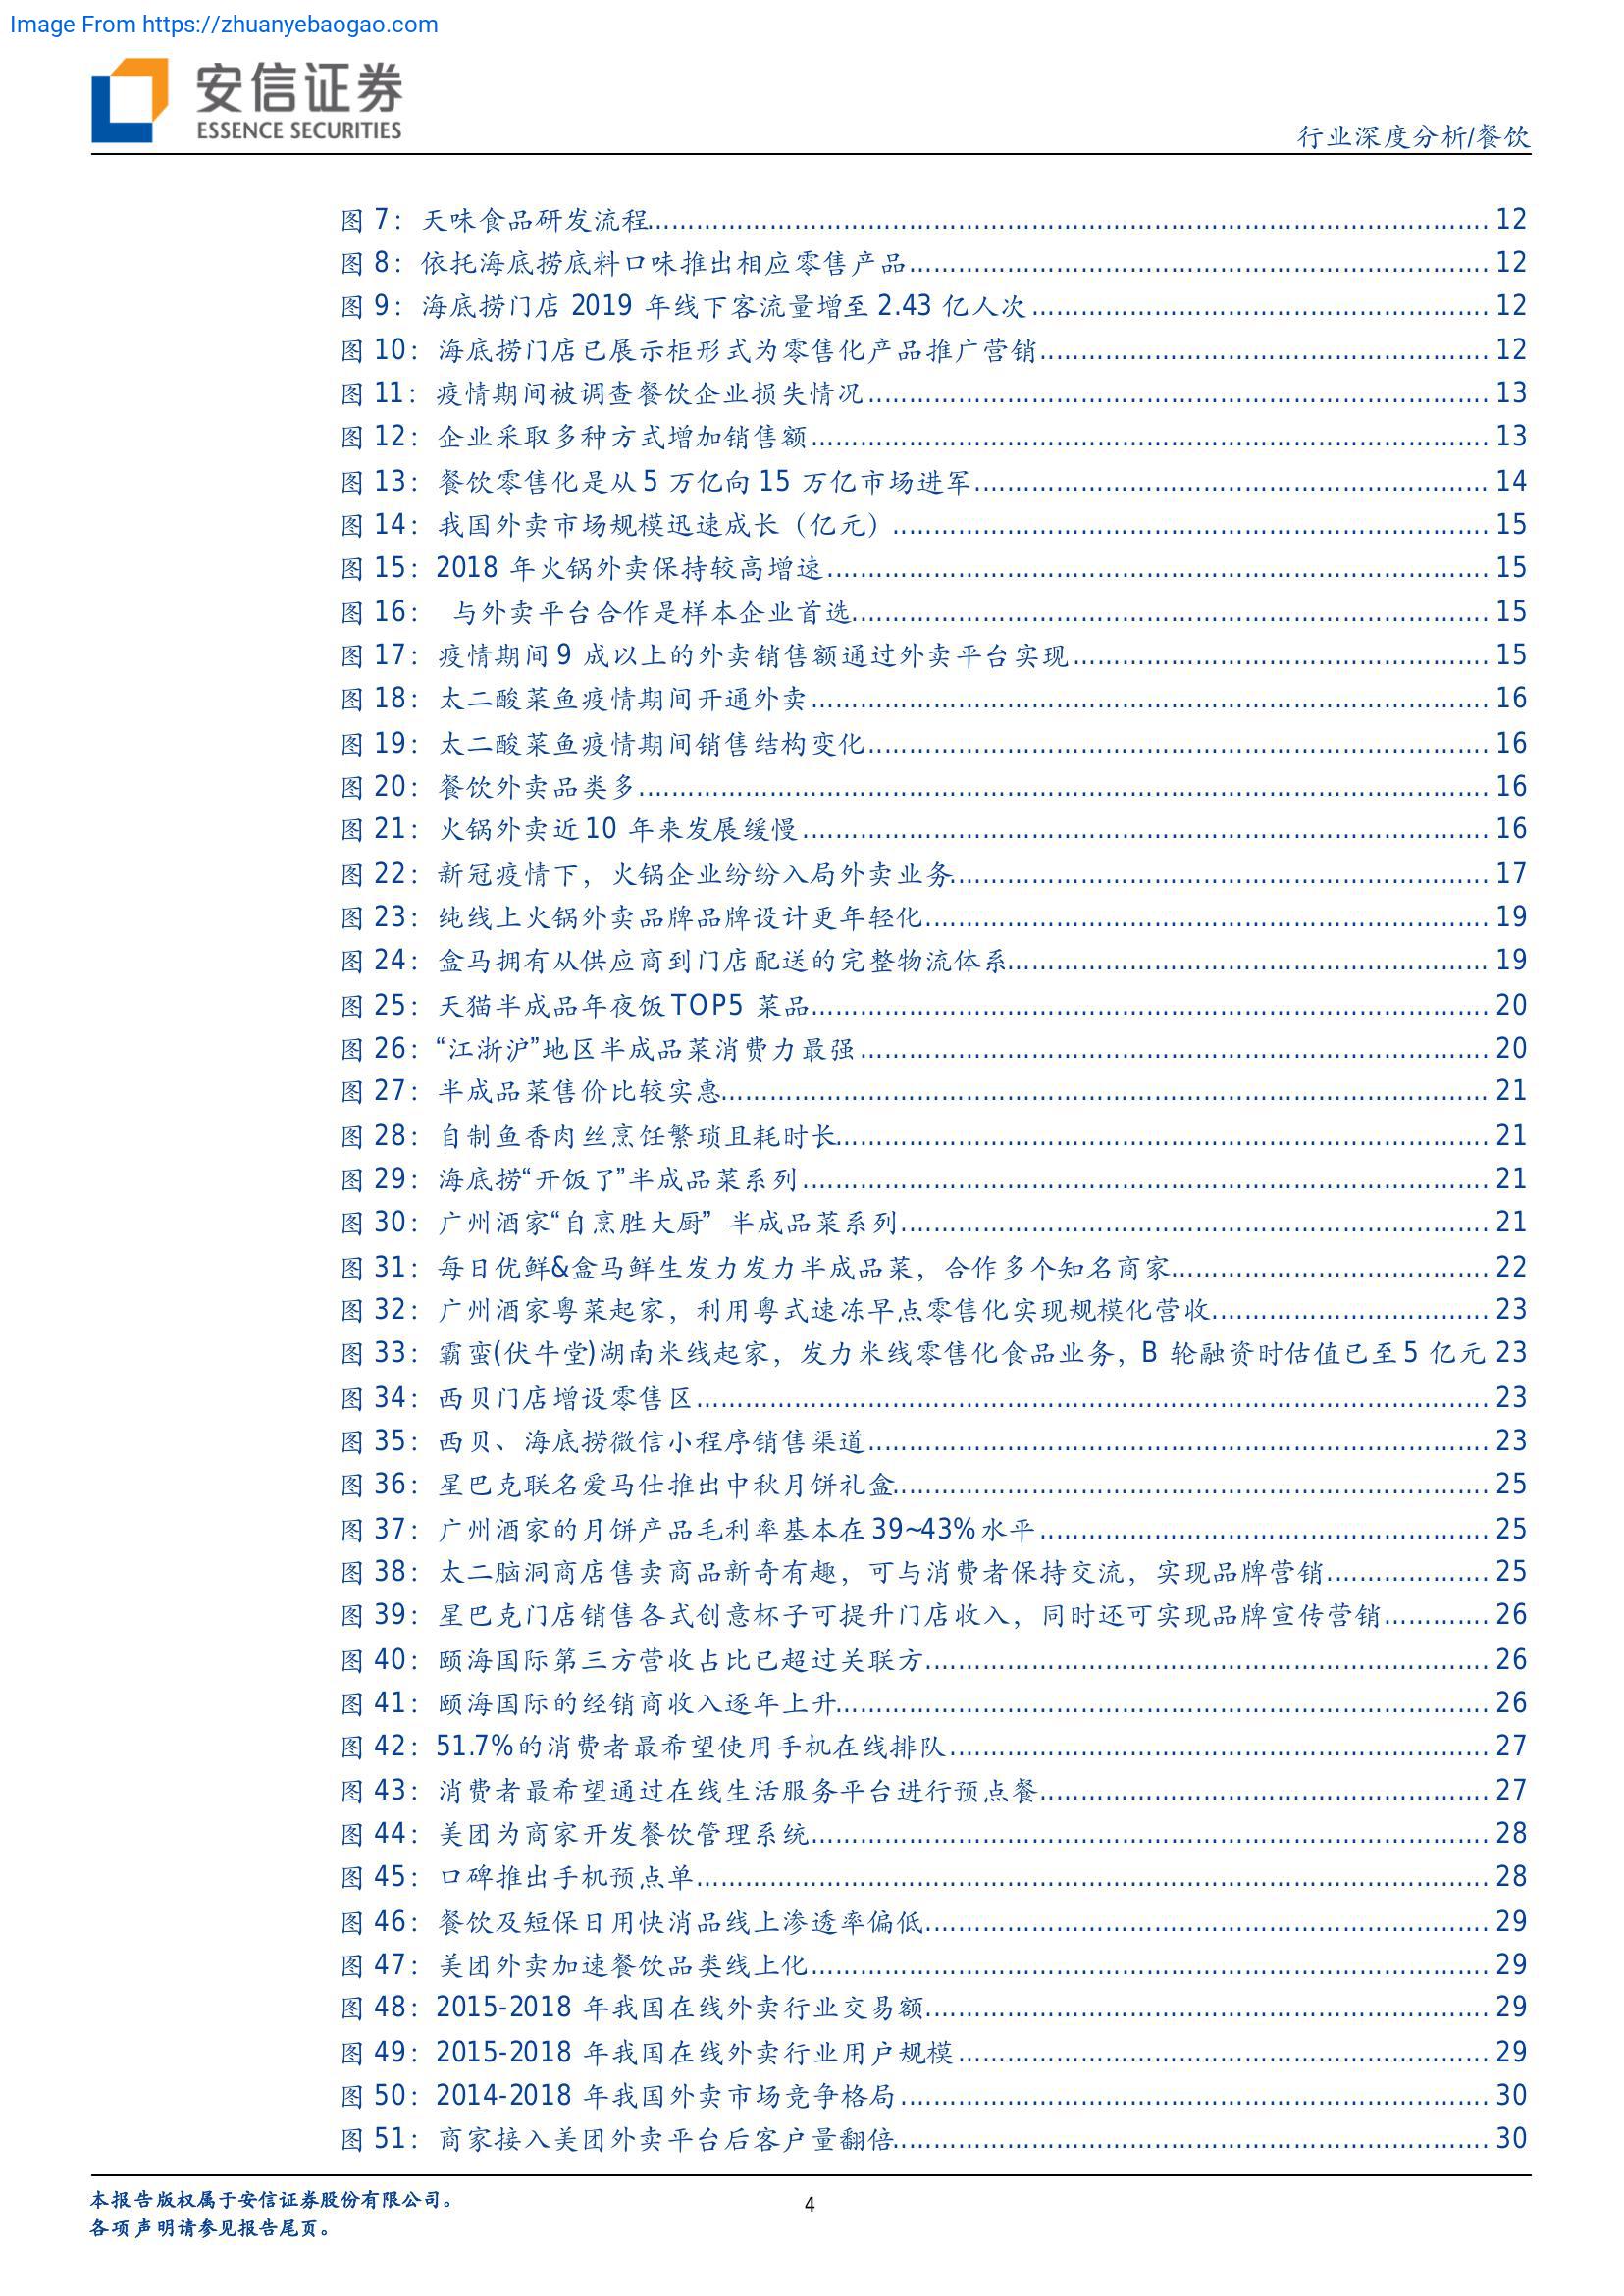 Image From https://zhuanyebaogao.com
安信证券
ESSENCE SECURITIES
行业深度分析/餐饮
图 7：天味食品研发流程........ 12
图 8：依托海底捞底料口味推出相应零售产品........ 12
图 9：海底捞门店 2019 年线下客流量增至 2.43 亿人次........ 12
图 10：海底捞门店已展示柜形式为零售化产品推广营销........ 12
图 11：疫情期间被调查餐饮企业损失情况........ 13
图 12：企业采取多种方式增加销售额........ 13
图 13：餐饮零售化是从 5 万亿向 15 万亿市场进军........ 14
图 14：我国外卖市场规模迅速成长（亿元）........ 15
图 15：2018 年火锅外卖保持较高增速........ 15
图 16： 与外卖平台合作是样本企业首选........ 15
图 17：疫情期间 9 成以上的外卖销售额通过外卖平台实现........ 15
图 18：太二酸菜鱼疫情期间开通外卖........ 16
图 19：太二酸菜鱼疫情期间销售结构变化........ 16
图 20：餐饮外卖品类多........ 16
图 21：火锅外卖近 10 年来发展缓慢........ 16
图 22：新冠疫情下，火锅企业纷纷入局外卖业务........ 17
图 23：纯线上火锅外卖品牌品牌设计更年轻化........ 19
图 24：盒马拥有从供应商到门店配送的完整物流体系........ 19
图 25：天猫半成品年夜饭 TOP5 菜品........ 20
图 26：“江浙沪”地区半成品菜消费力最强........ 20
图 27：半成品菜售价比较实惠........ 21
图 28：自制鱼香肉丝烹饪繁琐且耗时长........ 21
图 29：海底捞“开饭了”半成品菜系列........ 21
图 30：广州酒家“自烹胜大厨” 半成品菜系列........ 21
图 31：每日优鲜&盒马鲜生发力发力半成品菜，合作多个知名商家........ 22
图 32：广州酒家粤菜起家，利用粤式速冻早点零售化实现规模化营收........ 23
图 33：霸蛮(伏牛堂)湖南米线起家，发力米线零售化食品业务，B 轮融资时估值已至 5 亿元 23
图 34：西贝门店增设零售区........ 23
图 35：西贝、海底捞微信小程序销售渠道........ 23
图 36：星巴克联名爱马仕推出中秋月饼礼盒........ 25
图 37：广州酒家的月饼产品毛利率基本在 39~43%水平........ 25
图 38：太二脑洞商店售卖商品新奇有趣，可与消费者保持交流，实现品牌营销........ 25
图 39：星巴克门店销售各式创意杯子可提升门店收入，同时还可实现品牌宣传营销........ 26
图 40：颐海国际第三方营收占比已超过关联方........ 26
图 41：颐海国际的经销商收入逐年上升........ 26
图 42：51.7%的消费者最希望使用手机在线排队........ 27
图 43：消费者最希望通过在线生活服务平台进行预点餐........ 27
图 44：美团为商家开发餐饮管理系统........ 28
图 45：口碑推出手机预点单........ 28
图 46：餐饮及短保日用快消品线上渗透率偏低........ 29
图 47：美团外卖加速餐饮品类线上化........ 29
图 48：2015-2018 年我国在线外卖行业交易额........ 29
图 49：2015-2018 年我国在线外卖行业用户规模........ 29
图 50：2014-2018 年我国外卖市场竞争格局........ 30
图 51：商家接入美团外卖平台后客户量翻倍........ 30
本报告版权属于安信证券股份有限公司。
各项声明请参见报告尾页。
4